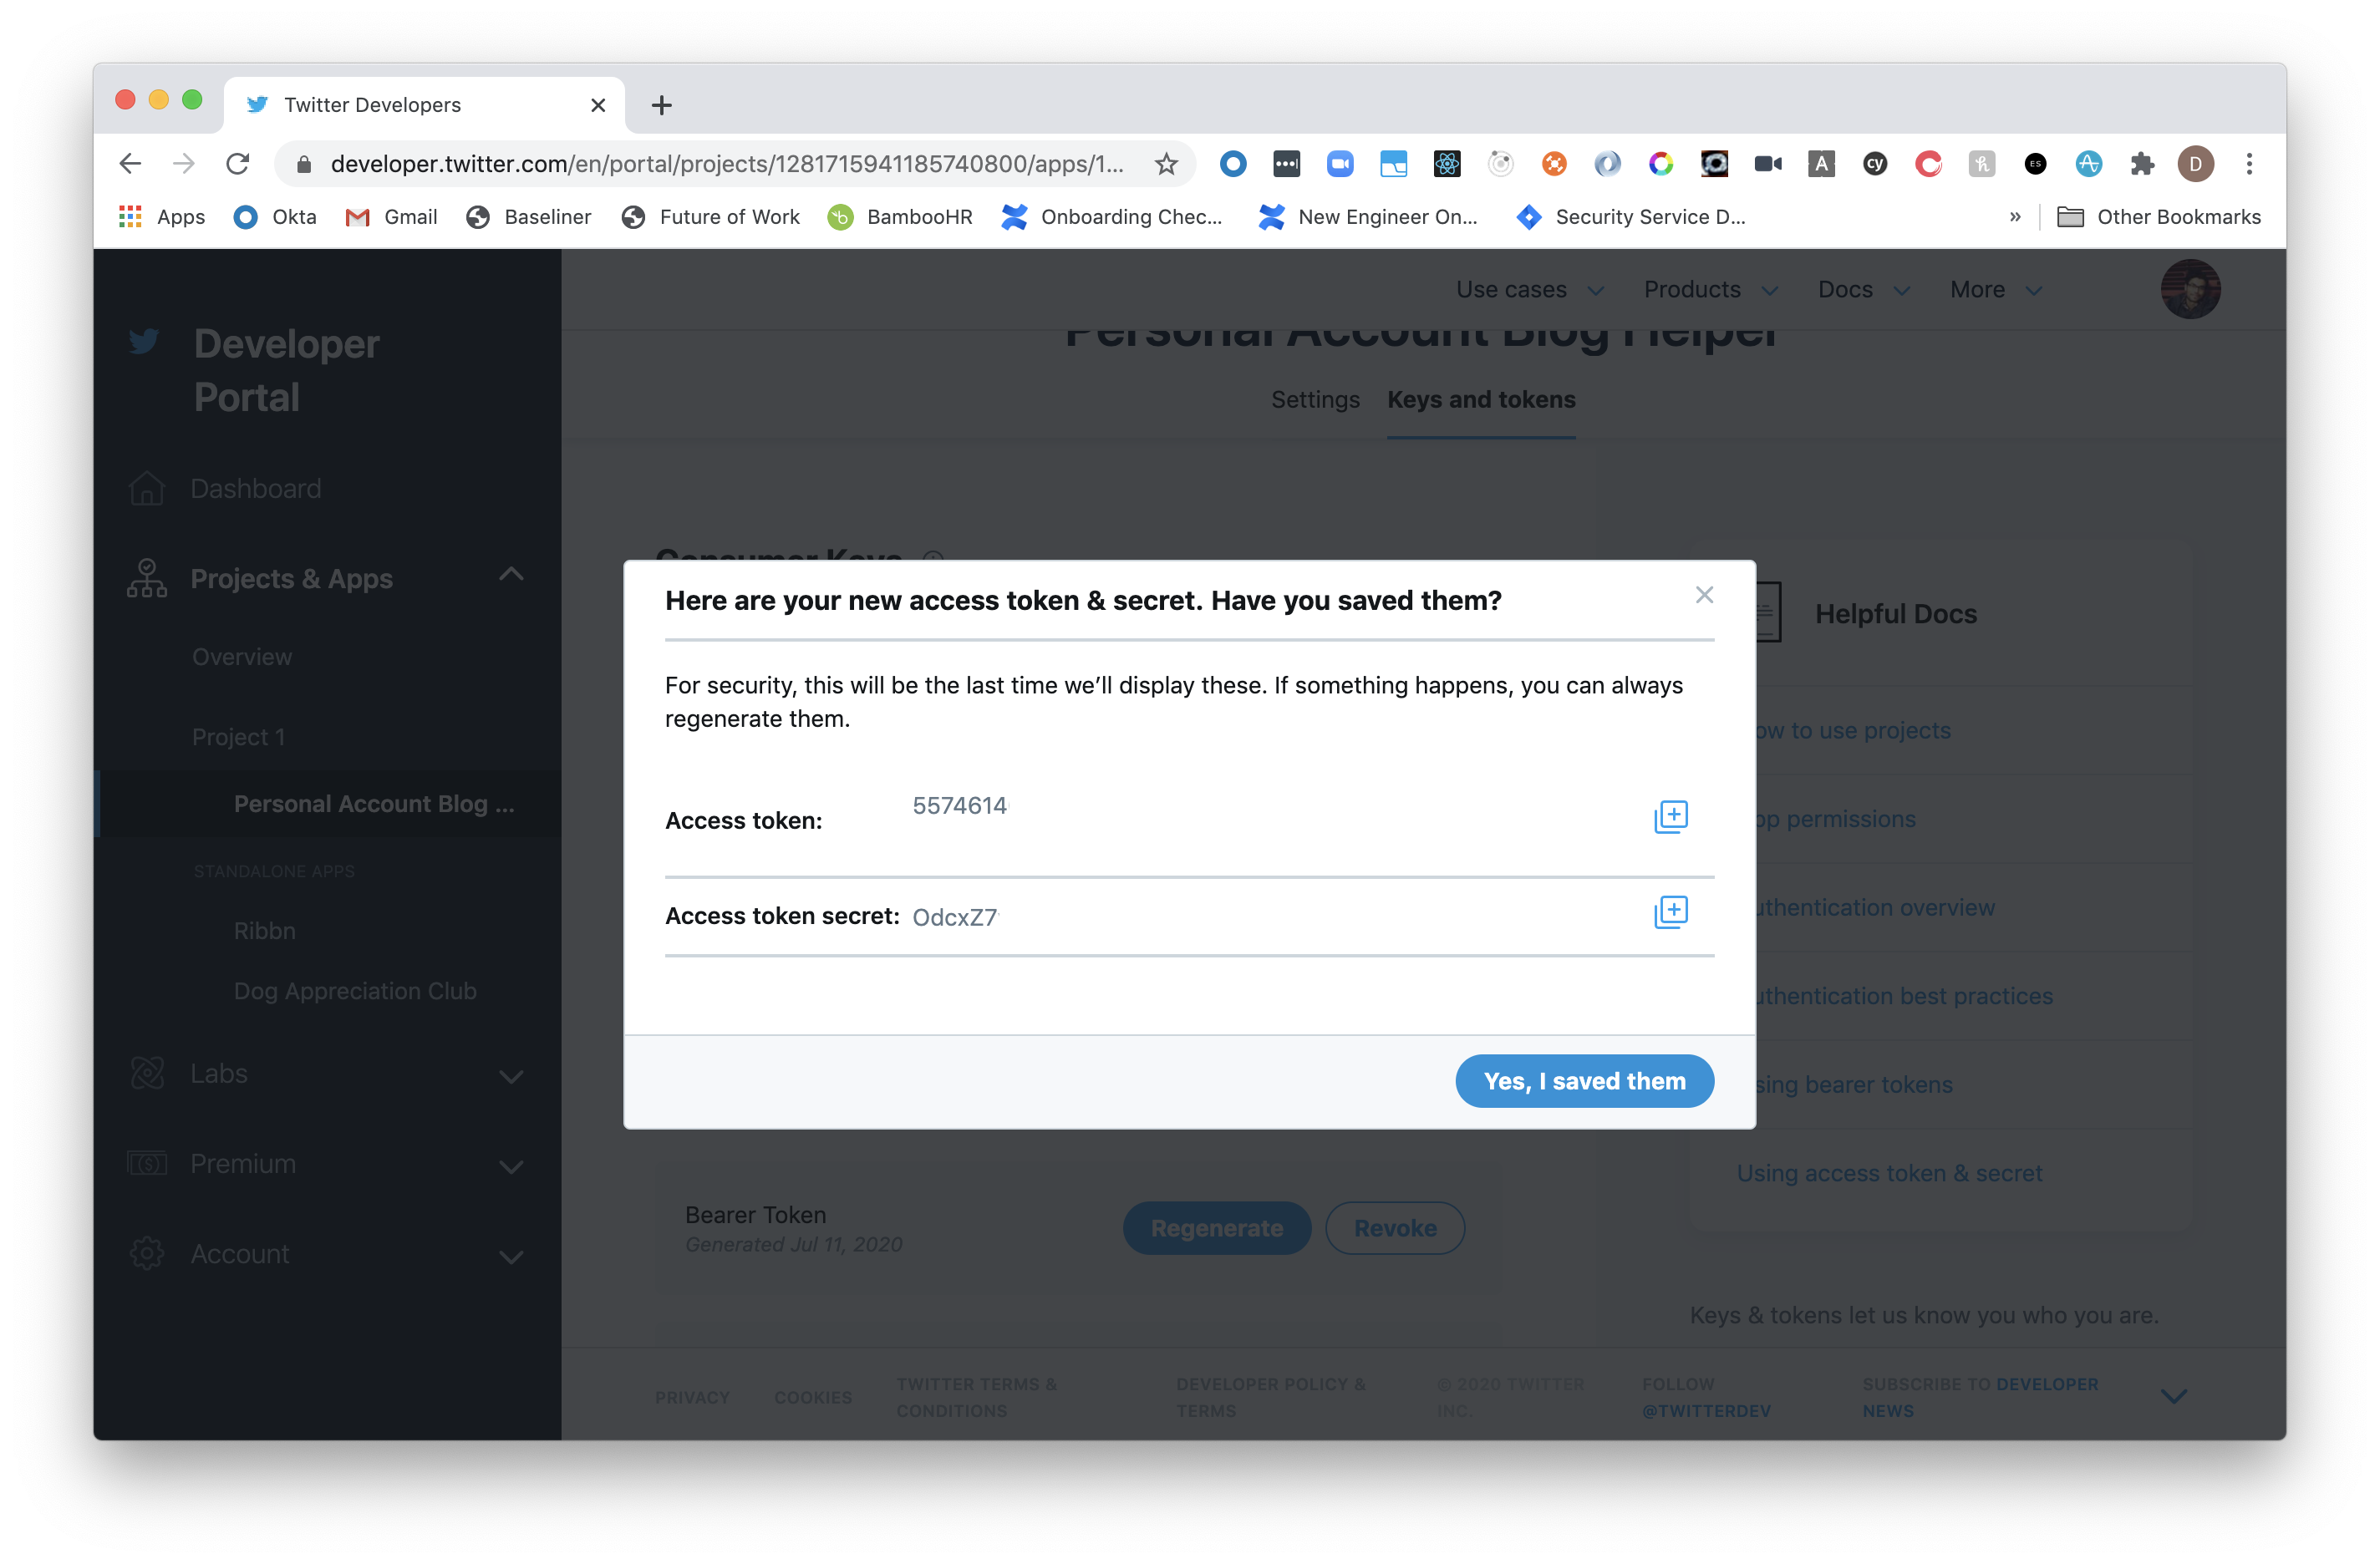 Twitter Developers
developer.twitter.com/en/portal/projects/1281715941185740800/apps/1...
Apps Okta Gmail Baseliner Future of Work BambooHR Onboarding Chec... New Engineer On... Security Service D... » Other Bookmarks
D
Developer
Portal
Dashboard
Projects & Apps
Overview
Project 1
Personal Account Blog ...
STANDALONE APPS
Ribbn
Dog Appreciation Club
Labs
Premium
Account
Use cases Products Docs More
Personal Account Blog Helper
Settings Keys and tokens
Consumer Keys
Here are your new access token & secret. Have you saved them?
For security, this will be the last time we’ll display these. If something happens, you can always
regenerate them.
Access token: 5574614
Access token secret: OdcxZ7
Yes, I saved them
Bearer Token
Generated Jul 11, 2020
Regenerate Revoke
Helpful Docs
ow to use projects
pp permissions
uthentication overview
uthentication best practices
sing bearer tokens
Using access token & secret
Keys & tokens let us know you who you are.
PRIVACY COOKIES
TWITTER TERMS &
CONDITIONS
DEVELOPER POLICY &
TERMS
© 2020 TWITTER
INC.
FOLLOW
@TWITTERDEV
SUBSCRIBE TO DEVELOPER
NEWS